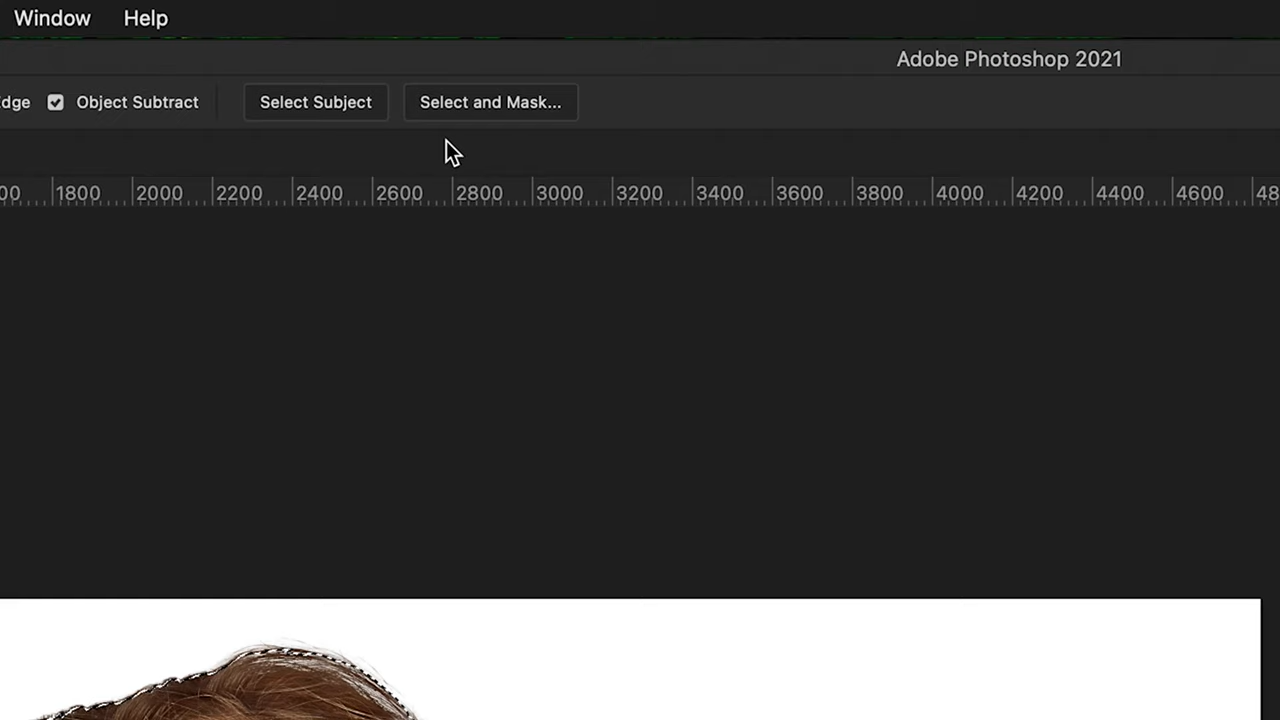 Window Help
Adobe Photoshop 2021
Edge Object Subtract Select Subject Select and Mask...
00 1800 2000 2200 2400 2600 2800 3000 3200 3400 3600 3800 4000 4200 4400 4600 48